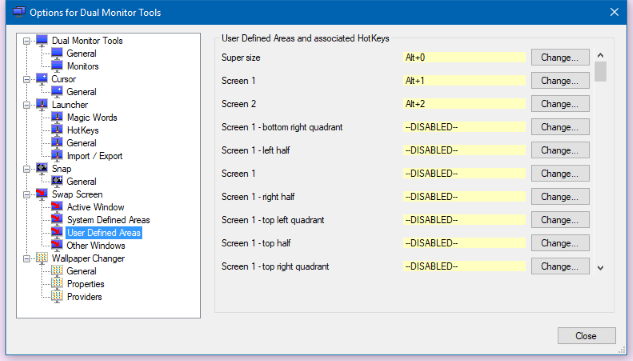 Options for Dual Monitor Tools
Dual Monitor Tools
General
Monitors
Cursor
General
Launcher
Magic Words
HotKeys
General
Import / Export
Snap
General
Swap Screen
Active Window
System Defined Areas
User Defined Areas
Other Windows
Wallpaper Changer
General
Properties
Providers
User Defined Areas and associated HotKeys
Super size Alt+0 Change...
Screen 1 Alt+1 Change...
Screen 2 Alt+2 Change...
Screen 1 - bottom right quadrant --DISABLED-- Change...
Screen 1 - left half --DISABLED-- Change...
Screen 1 --DISABLED-- Change...
Screen 1 - right half --DISABLED-- Change...
Screen 1 - top left quadrant --DISABLED-- Change...
Screen 1 - top half --DISABLED-- Change...
Screen 1 - top right quadrant --DISABLED-- Change...
Close